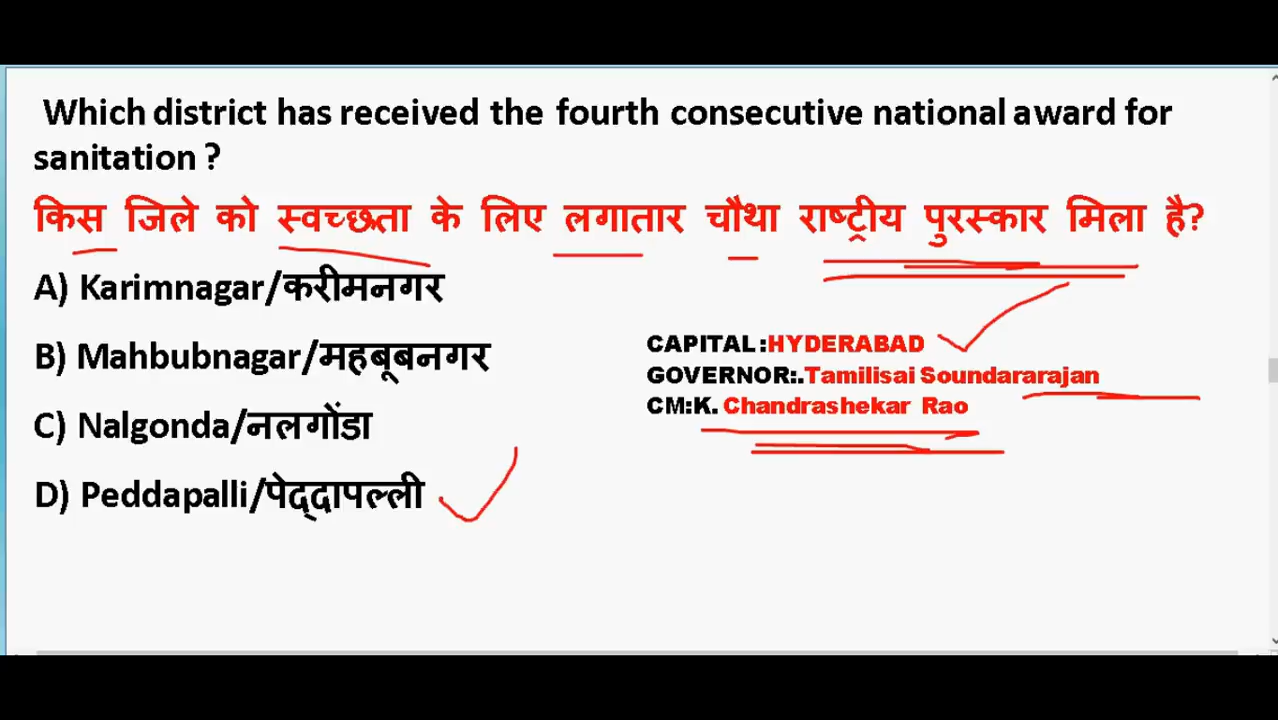 Which district has received the fourth consecutive national award for
sanitation ?
किस जिले को स्वच्छता के लिए लगातार चौथा राष्ट्रीय पुरस्कार मिला है?
A) Karimnagar/करीमनगर
B) Mahbubnagar/महबूबनगर
C) Nalgonda/नलगोंडा
D) Peddapalli/पेद्दापल्ली
CAPITAL:HYDERABAD
GOVERNOR:.Tamilisai Soundararajan
CM:K. Chandrashekar Rao